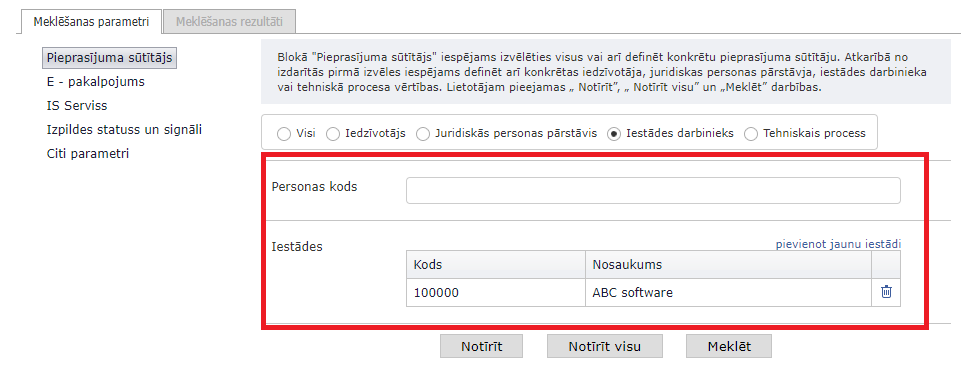 Meklēšanas parametri
Meklēšanas rezultāti
Pieprasījuma sūtītājs
E - pakalpojums
IS Serviss
Izpildes statuss un signāli
Citi parametri
Blokā "Pieprasījuma sūtītājs" iespējams izvēlēties visus vai arī definēt konkrētu pieprasījuma sūtītāju. Atkarībā no
izdarītās pirmā izvēles iespējams definēt arī konkrētas iedzīvotāja, juridiskas personas pārstāvja, iestādes darbinieka
vai tehniskā procesa vērtības. Lietotājam pieejamas „ Notīrīt”, „ Notīrīt visu” un „Meklēt” darbības.
Visi
Iedzīvotājs
Juridiskās personas pārstāvis
Iestādes darbinieks
Tehniskais process
Personas kods
Iestādes
pievienot jaunu iestādi
Kods Nosaukums
100000 ABC software
Notīrīt
Notīrīt visu
Meklēt